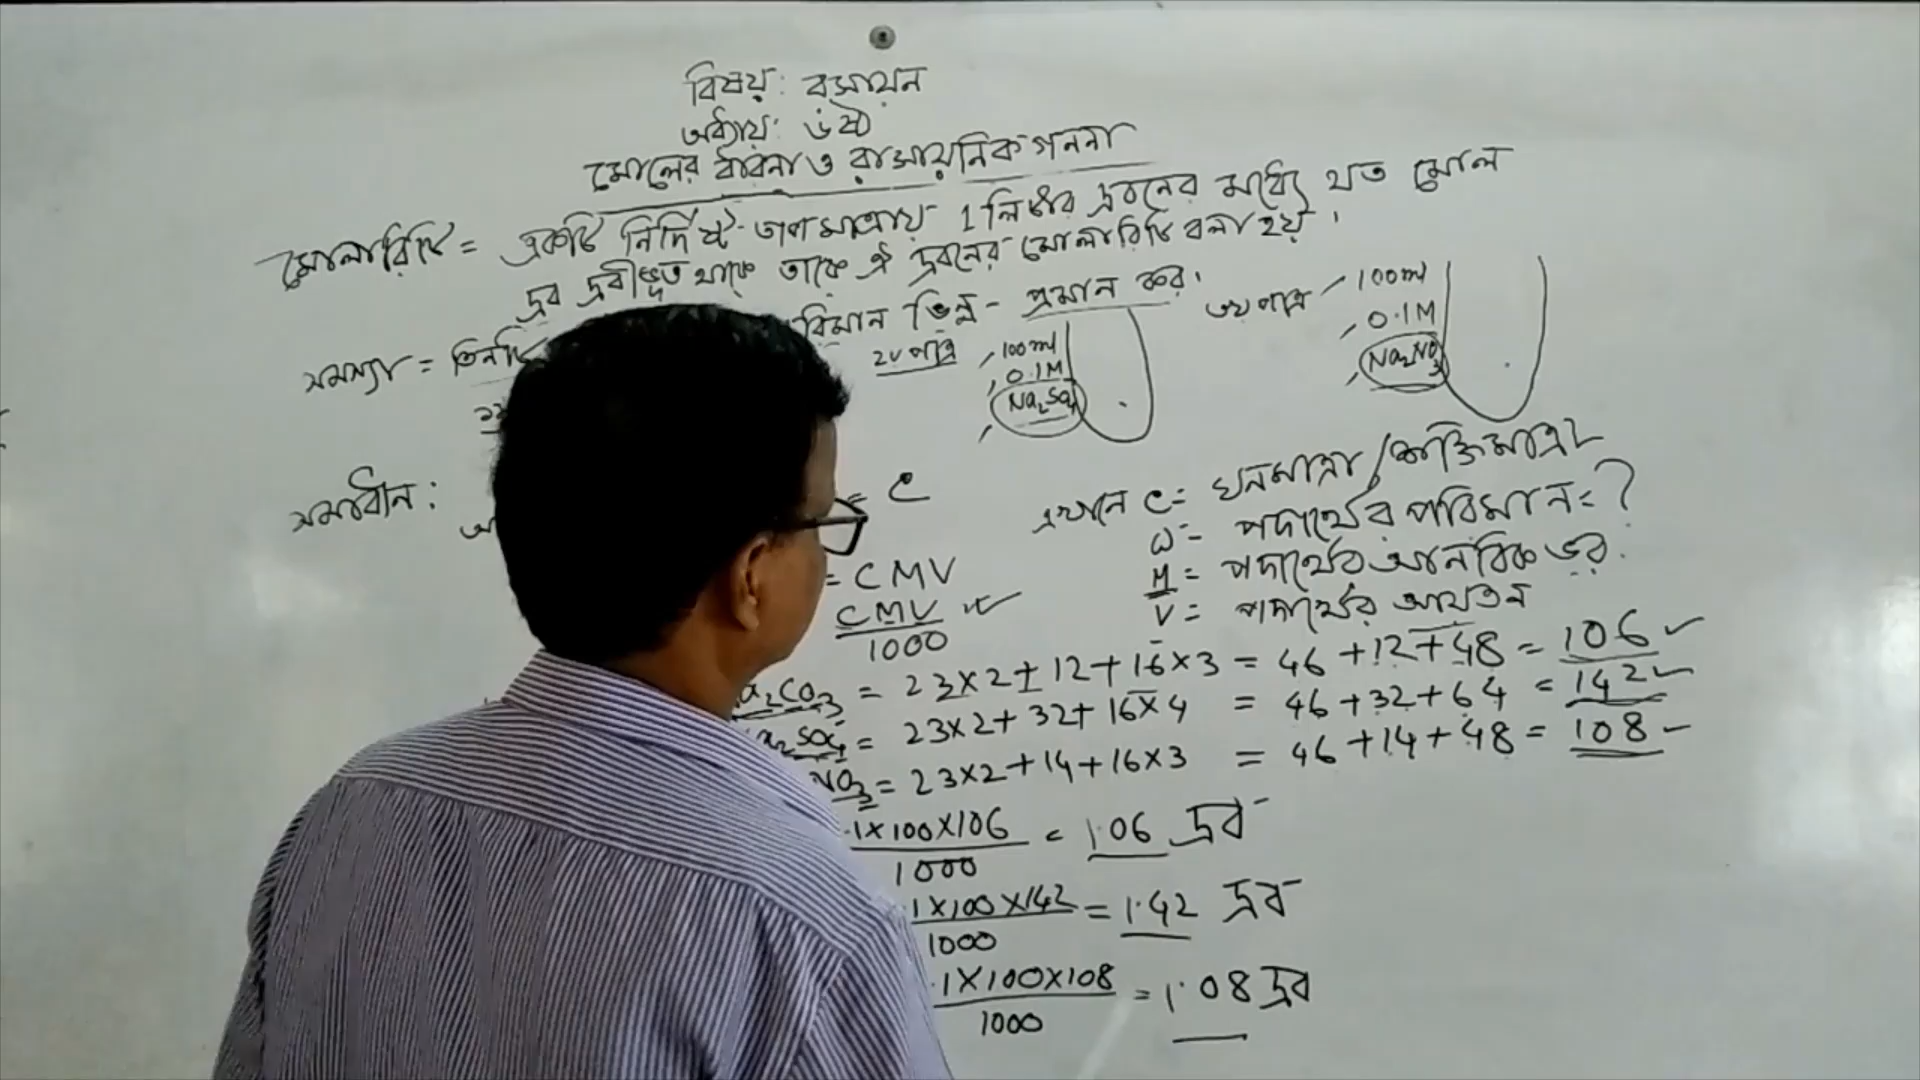 বিষয়: রসায়ন
অধ্যায়: ৬ষ্ঠ
মোলের ধারনা ও রাসায়নিক গননা
মোলারিটি = একটি নির্দিষ্ট তাপমাত্রায় 1 লিটার দ্রবনের মধ্যে যত মোল
দ্রব দ্রবীভূত থাকে তাকে ঐ দ্রবনের মোলারিটি বলা হয়।
সমস্যা = তিনটি রিমান ভিন্ন - প্রমান কর।
২য় পাত্র 100ml
0.1M
Na2SO4
৩য় পাত্র 100ml
0.1M
Na2NO3
সমাধান:
= C
= CMV
CMV
1000
এখানে C = ঘনমাত্রা / শক্তিমাত্রা
W = পদার্থের পরিমান = ?
M = পদার্থের আনবিক ভর.
V = পদার্থের আয়তন
a2CO3 = 23×2+12+16×3 = 46+12+48 = 106
a2SO4 = 23×2+32+16×4 = 46+32+64 = 142
NO3 = 23×2+14+16×3 = 46+14+48 = 108
.1×100×106
1000
= 1.06 দ্রব
.1×100×142
1000
= 1.42 দ্রব
.1×100×108
1000
= 1.08 দ্রব